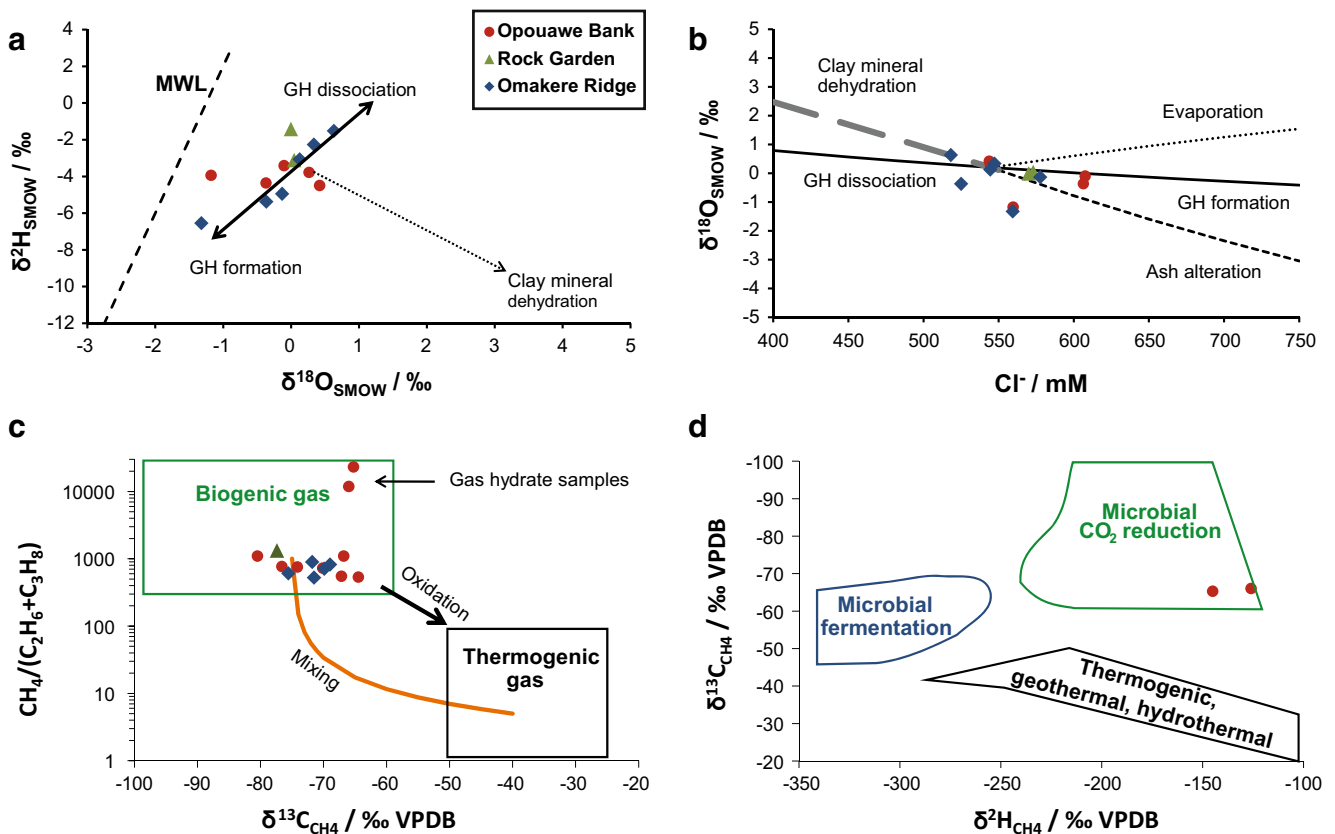 a
δ²H_SMOW / ‰
4
2
0
-2
-4
-6
-8
-10
-12
MWL
GH dissociation
GH formation
Clay mineral
dehydration
Opouawe Bank
Rock Garden
Omakere Ridge
-3 -2 -1 0 1 2 3 4 5
δ¹⁸O_SMOW / ‰
b
δ¹⁸O_SMOW / ‰
5
4
3
2
1
0
-1
-2
-3
-4
-5
Clay mineral
dehydration
Evaporation
GH dissociation
GH formation
Ash alteration
400 450 500 550 600 650 700 750
Cl⁻ / mM
c
CH₄/(C₂H₆+C₃H₈)
10000
1000
100
10
1
Biogenic gas
Gas hydrate samples
Oxidation
Mixing
Thermogenic
gas
-100 -90 -80 -70 -60 -50 -40 -30 -20
δ¹³C_CH4 / ‰ VPDB
d
δ¹³C_CH4 / ‰ VPDB
-100
-90
-80
-70
-60
-50
-40
-30
-20
Microbial
CO₂ reduction
Microbial
fermentation
Thermogenic,
geothermal, hydrothermal
-350 -300 -250 -200 -150 -100
δ²H_CH4 / ‰ VPDB